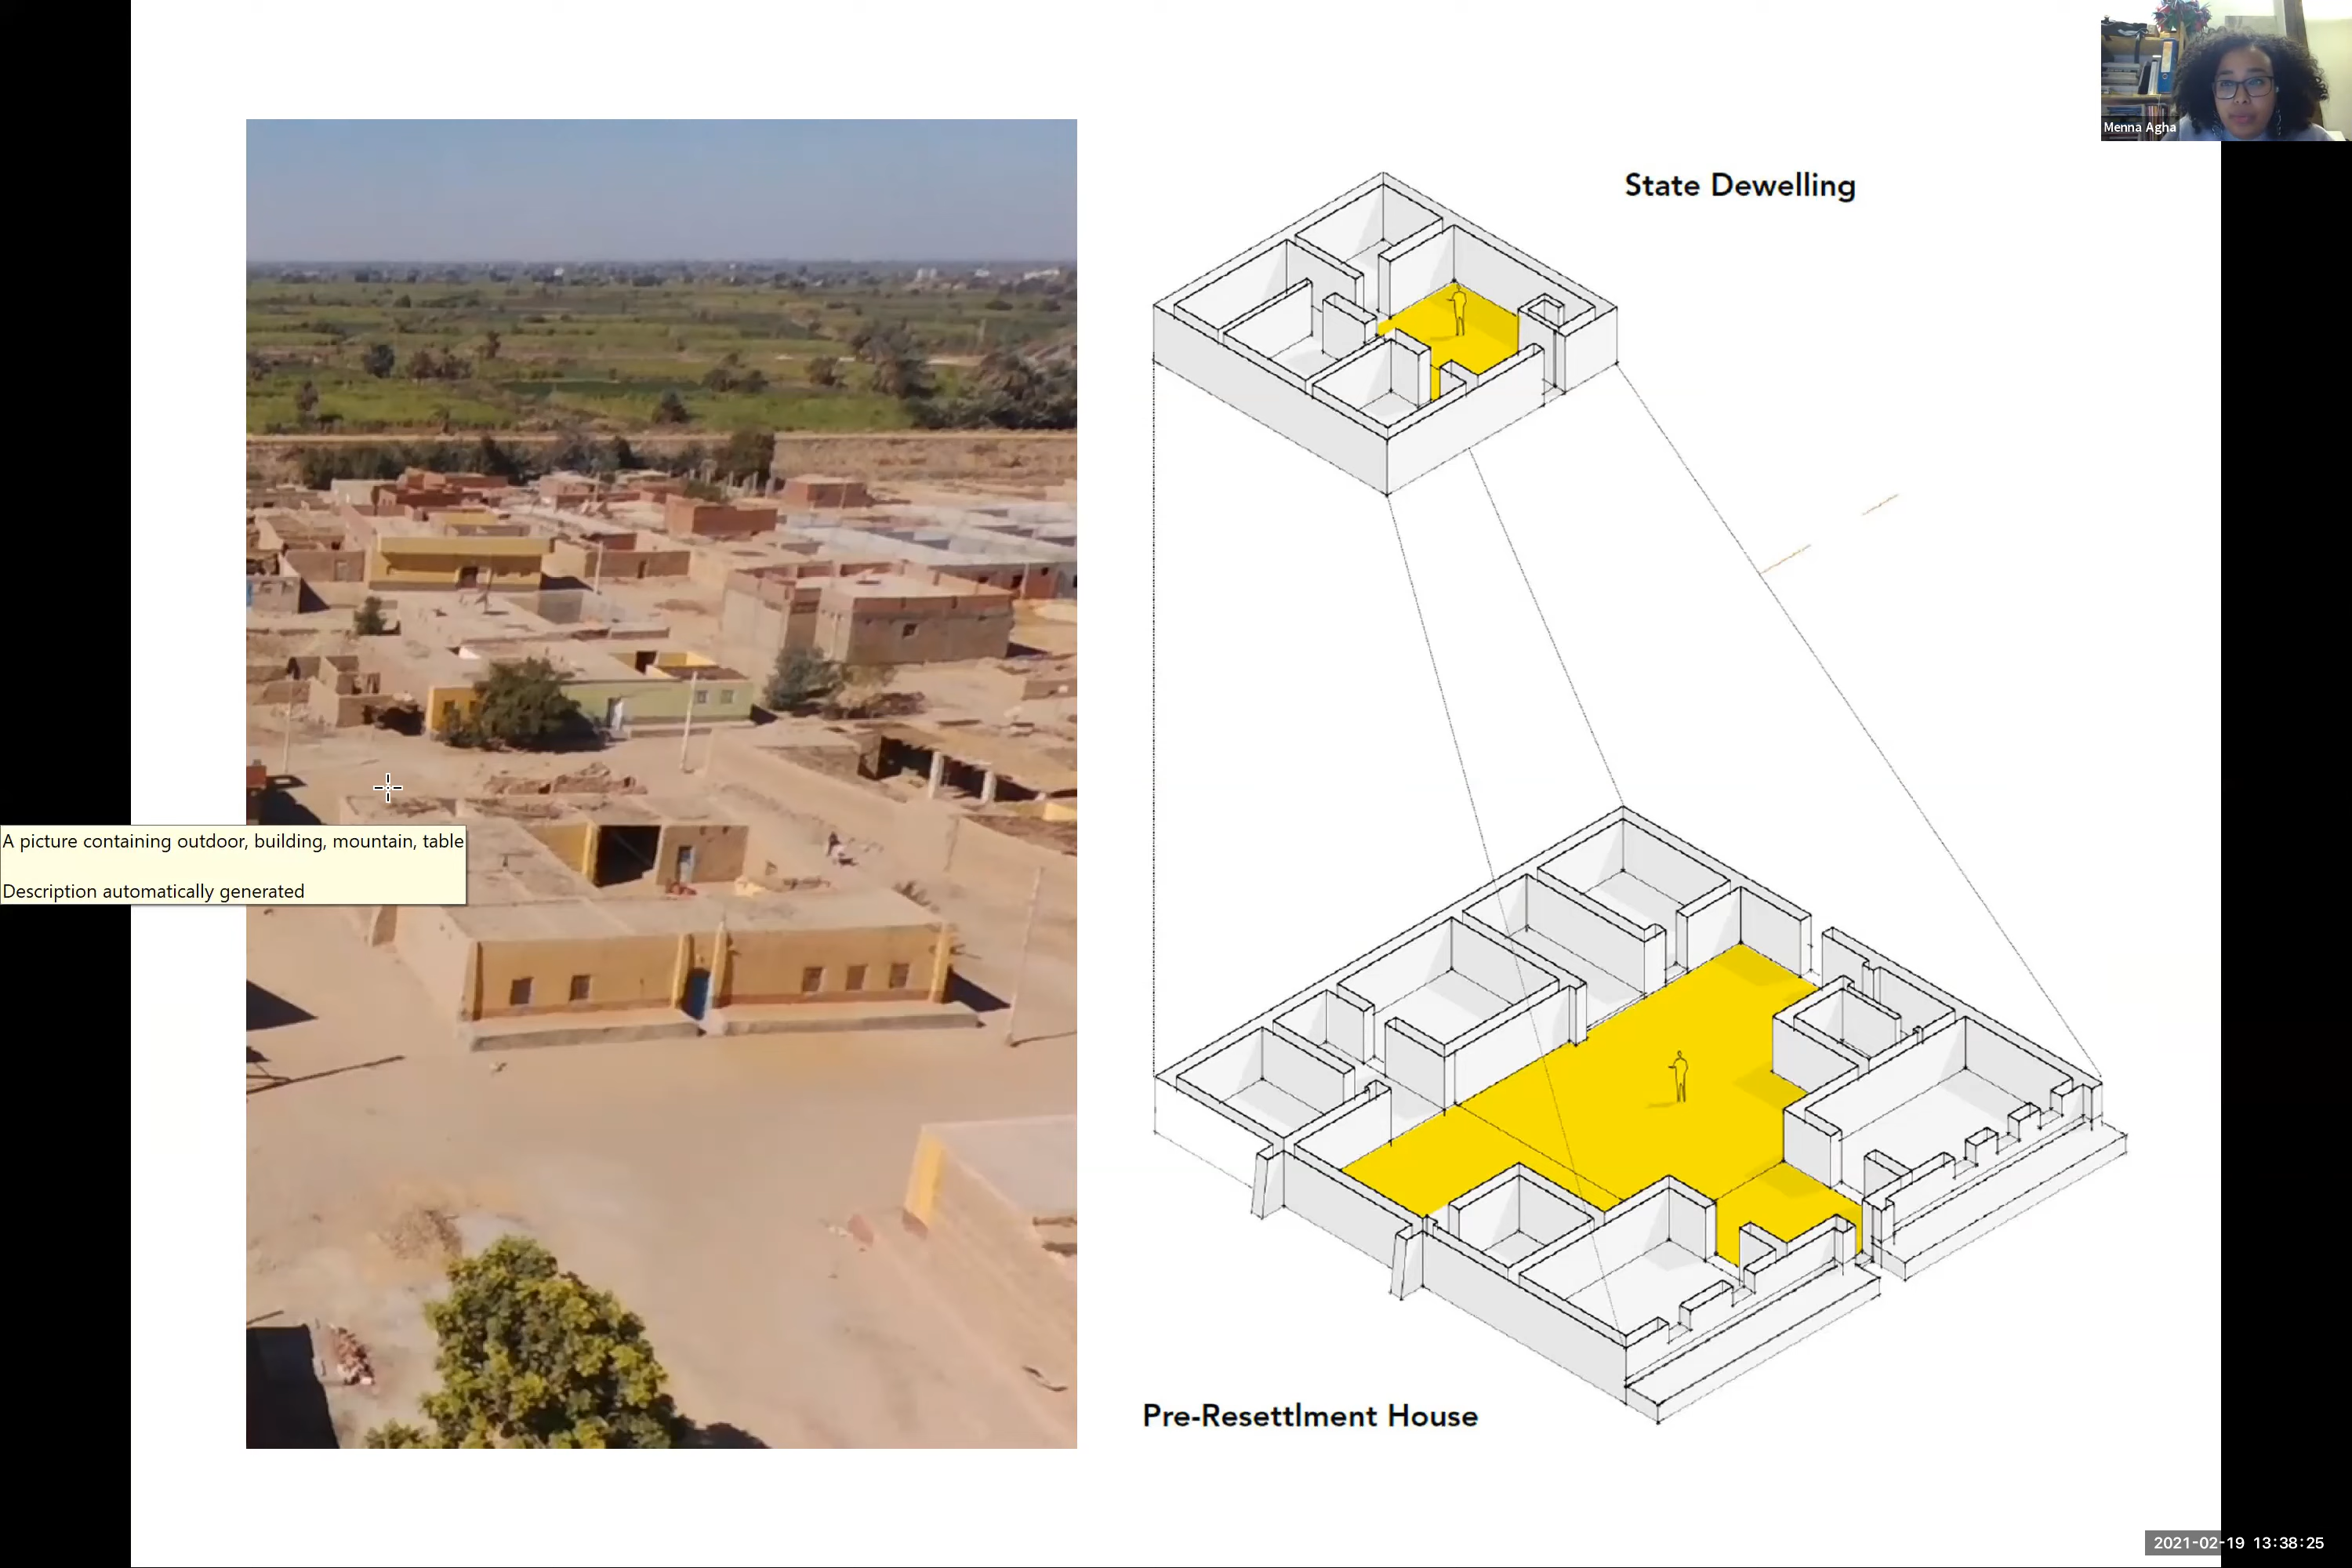 Menna Agha
State Dewelling
A picture containing outdoor, building, mountain, table
Description automatically generated
Pre-Resettlment House
2021-02-19 13:38:25